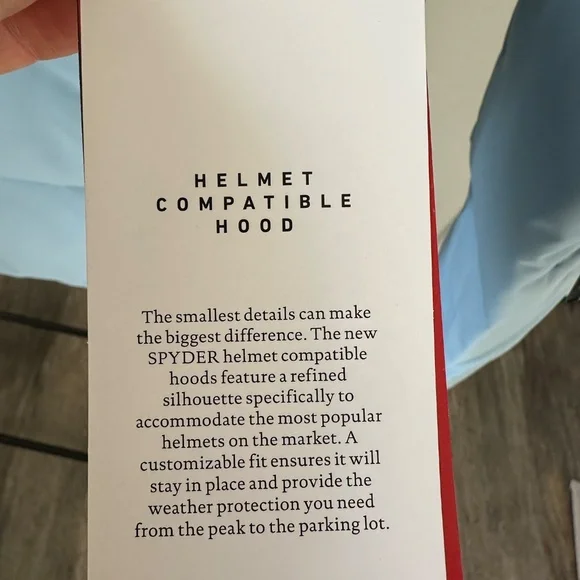 HELMET
COMPATIBLE
HOOD
The smallest details can make
the biggest difference. The new
SPYDER helmet compatible
hoods feature a refined
silhouette specifically to
accommodate the most popular
helmets on the market. A
customizable fit ensures it will
stay in place and provide the
weather protection you need
from the peak to the parking lot.